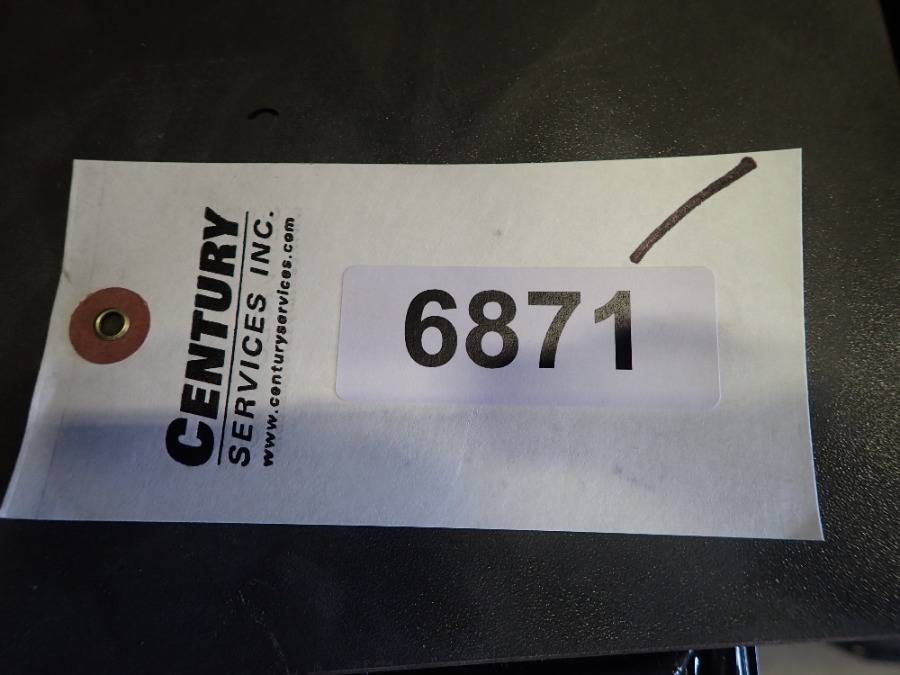 CENTURY
SERVICES INC.
www.centuryservices.com
6871